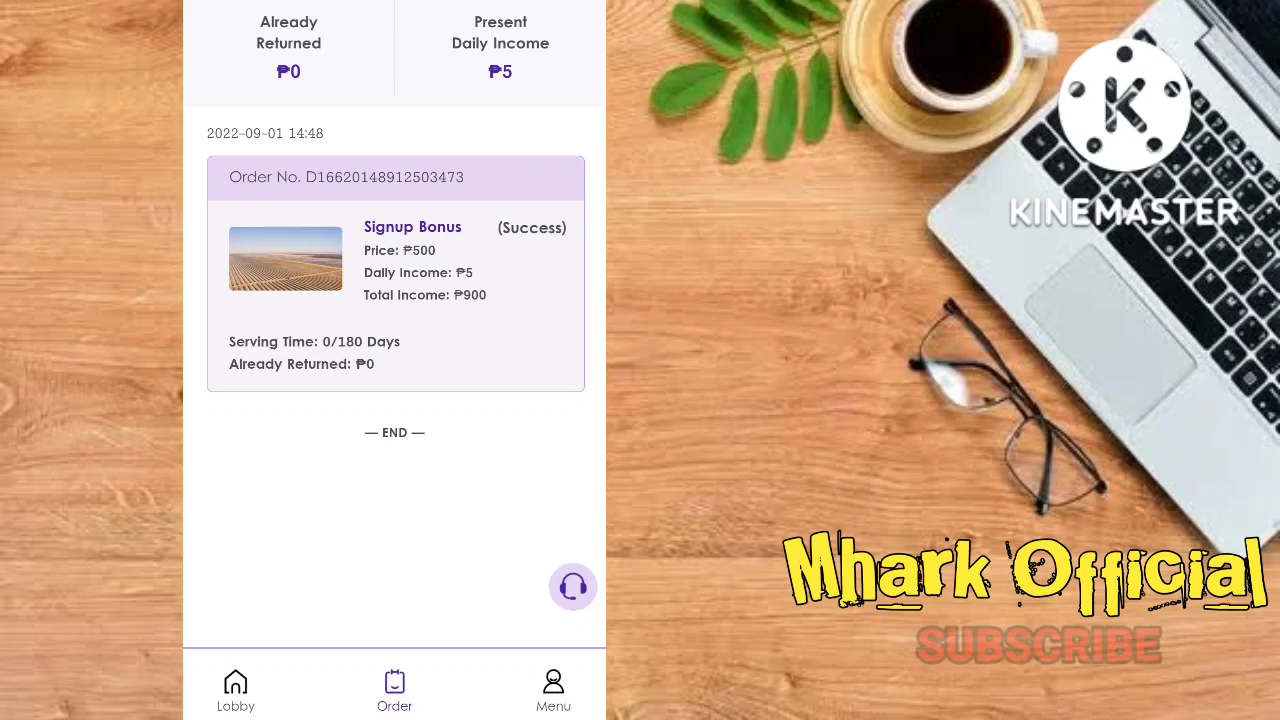 Already
Returned
₱0
Present
Daily Income
₱5
2022-09-01 14:48
Order No. D16620148912503473
Signup Bonus
(Success)
Price: ₱500
Daily Income: ₱5
Total Income: ₱900
Serving Time: 0/180 Days
Already Returned: ₱0
— END —
Lobby
Order
Menu
K
KINEMASTER
Mhark Official
SUBSCRIBE